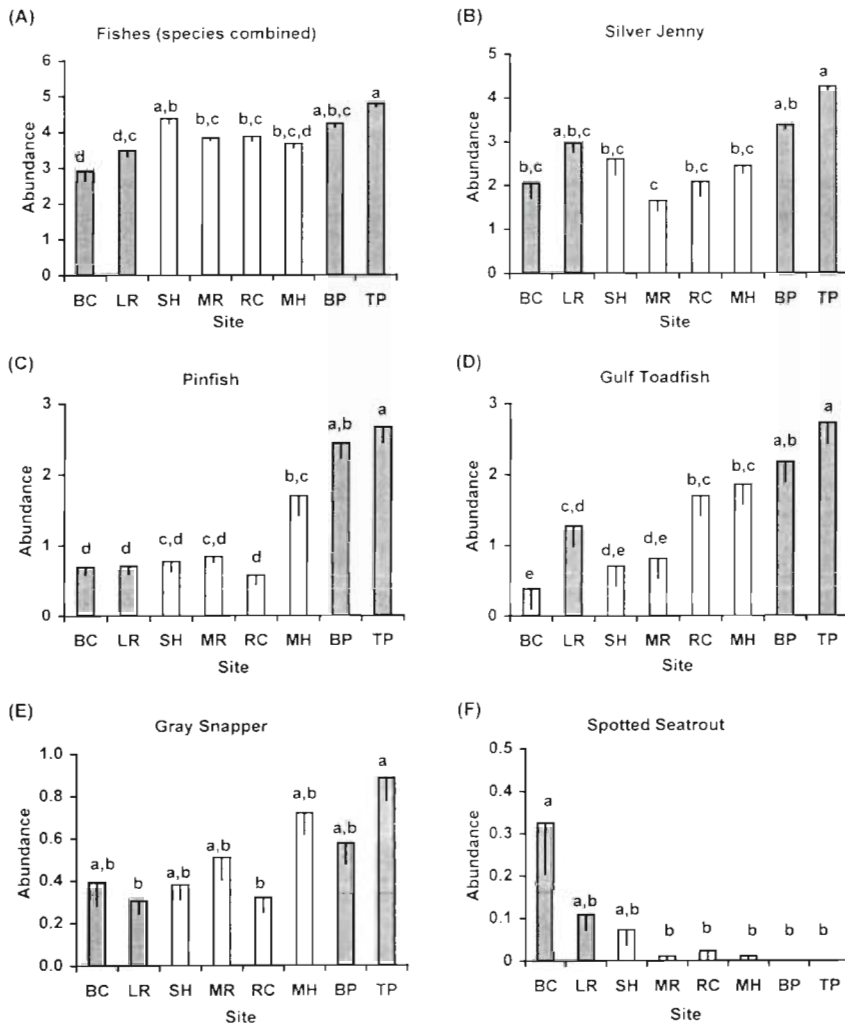 (A)
Fishes (species combined)
6
5
4
3
2
1
0
Abundance
d
d,c
a,b
b,c
b,c
b,c,d
a,b,c
a
BC LR SH MR RC MH BP TP
Site
(B)
Silver Jenny
5
4
3
2
1
0
Abundance
b,c
a,b,c
b,c
c
b,c
b,c
a,b
a
BC LR SH MR RC MH BP TP
Site
(C)
Pinfish
3
2
1
0
Abundance
d
d
c,d
c,d
d
b,c
a,b
a
BC LR SH MR RC MH BP TP
Site
(D)
Gulf Toadfish
3
2
1
0
Abundance
e
c,d
d,e
d,e
b,c
b,c
a,b
a
BC LR SH MR RC MH BP TP
Site
(E)
Gray Snapper
1.0
0.8
0.6
0.4
0.2
0.0
Abundance
a,b
b
a,b
a,b
b
a,b
a,b
a
BC LR SH MR RC MH BP TP
Site
(F)
Spotted Seatrout
0.5
0.4
0.3
0.2
0.1
0
Abundance
a
a,b
a,b
b
b
b
b
b
BC LR SH MR RC MH BP TP
Site